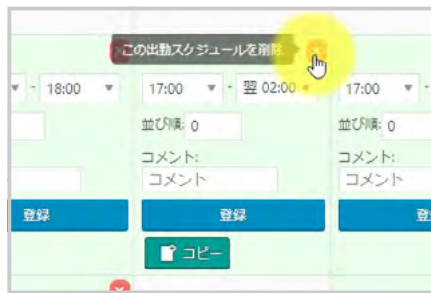 この出勤スケジュールを削除
- 18:00 17:00 - 翌 02:00 17:00 -
並び順: 0 並び順: 0
コメント: コメント:
コメント コメント
登録 登録 登
コピー